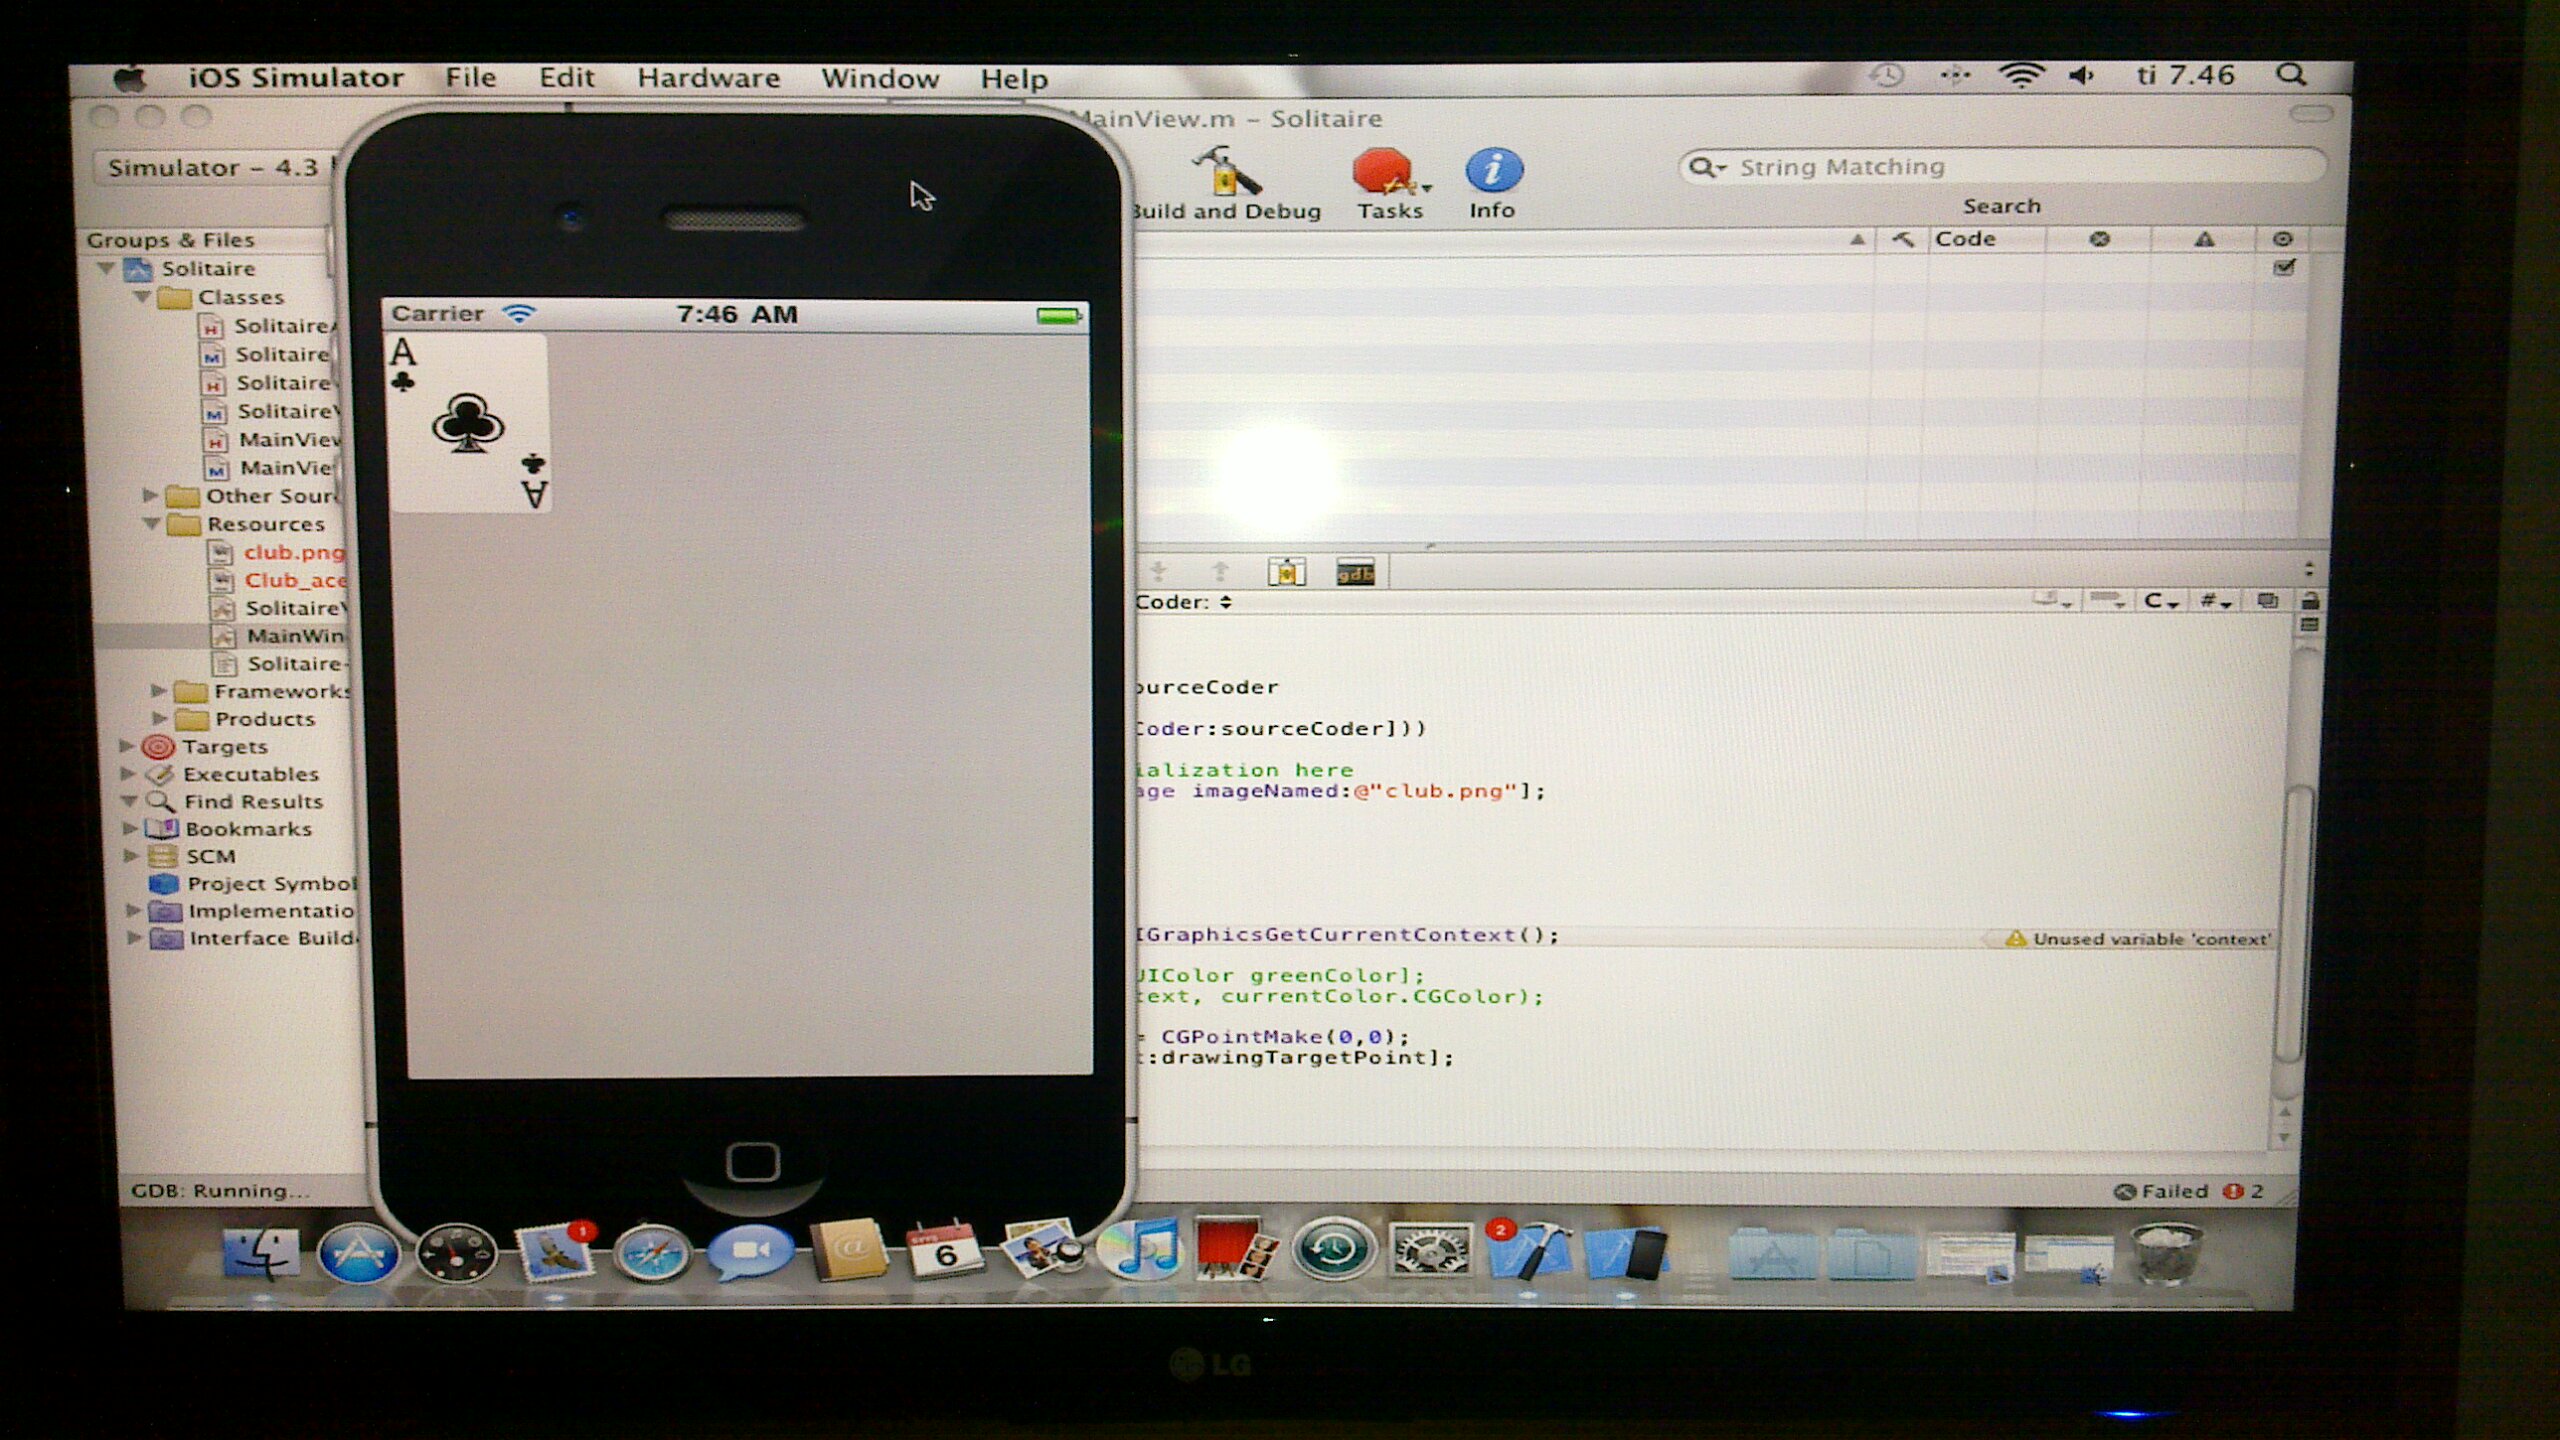 iOS Simulator File Edit Hardware Window Help ti 7.46
MainView.m – Solitaire
Simulator – 4.3
String Matching
Build and Debug Tasks Info Search
Groups & Files
Code
Solitaire
Classes
Solitaire
Solitaire
Solitaire
Solitaire
MainView
MainVie
Other Sour
Resources
club.png
Club_ace
Solitaire
MainWin
Solitaire-
Frameworks
Products
Targets
Executables
Find Results
Bookmarks
SCM
Project Symbol
Implementatio
Interface Build
GDB: Running...
Carrier 7:46 AM
A
A
gdb
Coder:
C #
ourceCoder
Coder:sourceCoder]))
ialization here
age imageNamed:@"club.png"];
IGraphicsGetCurrentContext();
Unused variable 'context'
UIColor greenColor];
text, currentColor.CGColor);
= CGPointMake(0,0);
t:drawingTargetPoint];
Failed 2
1
6
2
LG